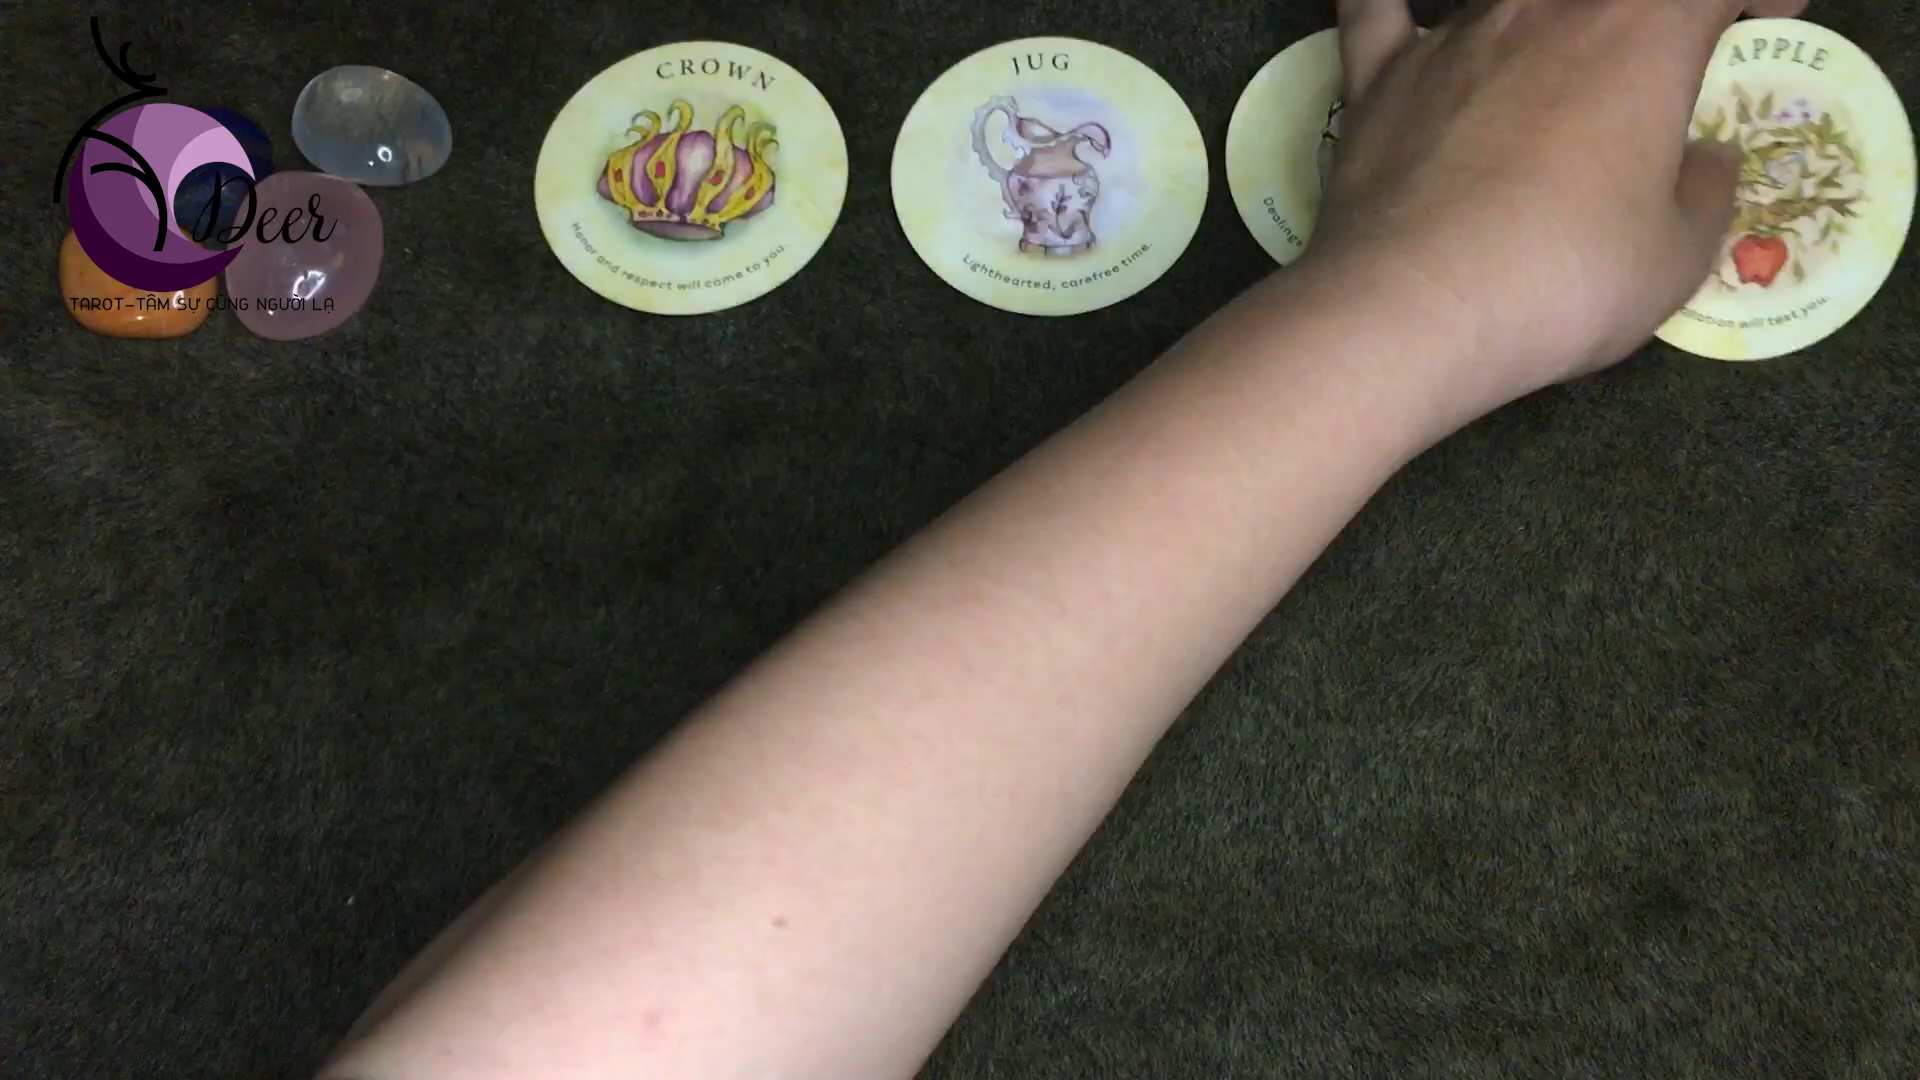 CROWN
Honor and respect will come to you.
JUG
Lighthearted, carefree time.
Dealings
APPLE
will test you.
Deer
TAROT-TÂM SỰ CÙNG NGƯỜI LẠ